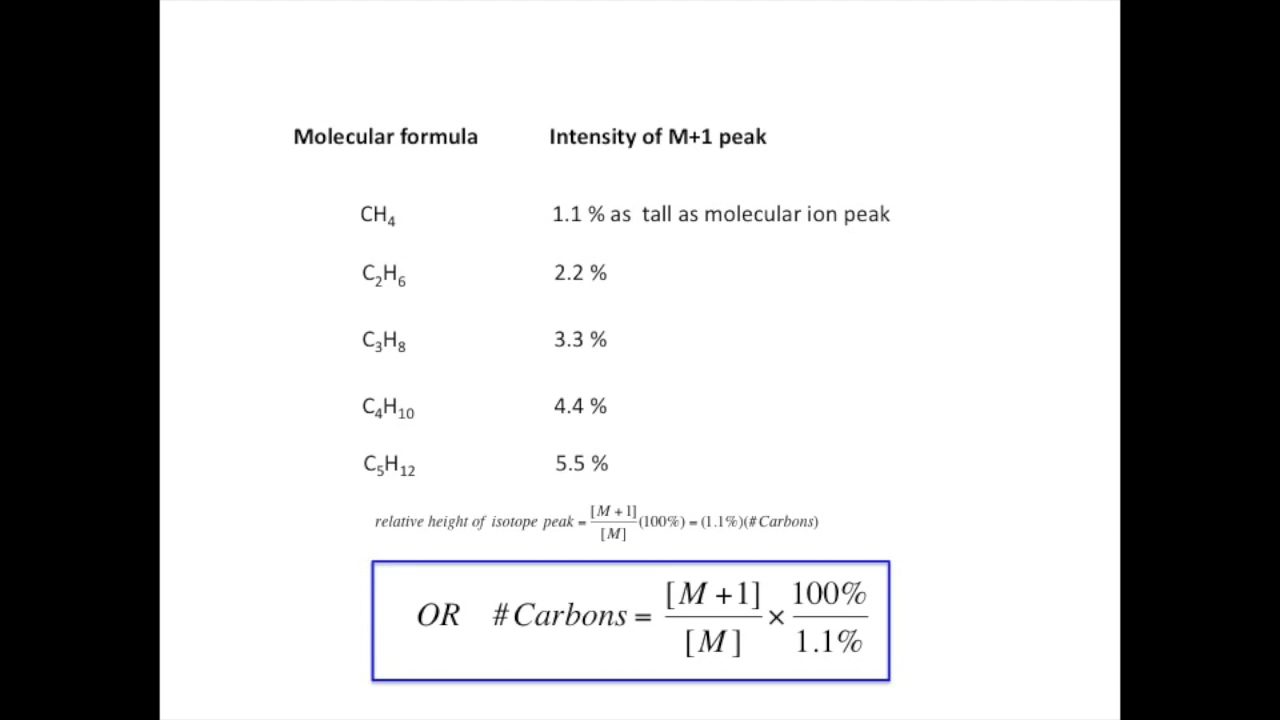 Molecular formula Intensity of M+1 peak
CH₄ 1.1 % as tall as molecular ion peak
C₂H₆ 2.2 %
C₃H₈ 3.3 %
C₄H₁₀ 4.4 %
C₅H₁₂ 5.5 %
relative height of isotope peak = [M +1]/[M] (100%) = (1.1%)(# Carbons)
OR # Carbons = [M +1]/[M] × 100%/1.1%